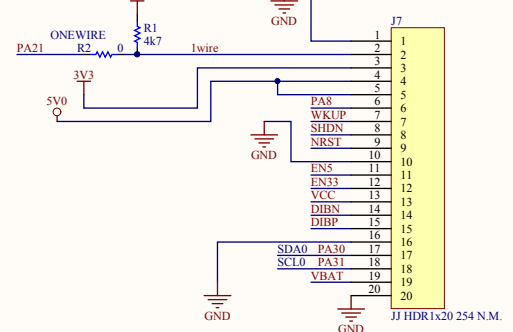 J7
GND
ONEWIRE
R1
4k7
PA21
R2
0
1wire
3V3
5V0
GND
PA8
WKUP
SHDN
NRST
EN5
EN33
VCC
DIBN
DIBP
SDA0 PA30
SCL0 PA31
VBAT
GND
GND
1 1
2 2
3 3
4 4
5 5
6 6
7 7
8 8
9 9
10 10
11 11
12 12
13 13
14 14
15 15
16 16
17 17
18 18
19 19
20 20
JJ HDR1x20 254 N.M.